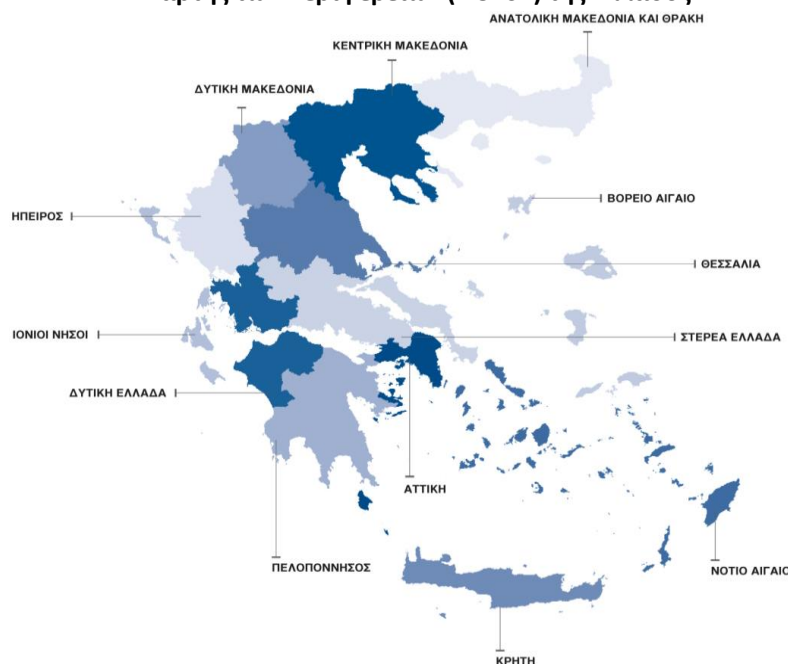 ΑΝΑΤΟΛΙΚΗ ΜΑΚΕΔΟΝΙΑ ΚΑΙ ΘΡΑΚΗ
ΚΕΝΤΡΙΚΗ ΜΑΚΕΔΟΝΙΑ
ΔΥΤΙΚΗ ΜΑΚΕΔΟΝΙΑ
ΒΟΡΕΙΟ ΑΙΓΑΙΟ
ΗΠΕΙΡΟΣ
ΘΕΣΣΑΛΙΑ
ΙΟΝΙΟΙ ΝΗΣΟΙ
ΣΤΕΡΕΑ ΕΛΛΑΔΑ
ΔΥΤΙΚΗ ΕΛΛΑΔΑ
ΑΤΤΙΚΗ
ΠΕΛΟΠΟΝΝΗΣΟΣ
ΝΟΤΙΟ ΑΙΓΑΙΟ
ΚΡΗΤΗ